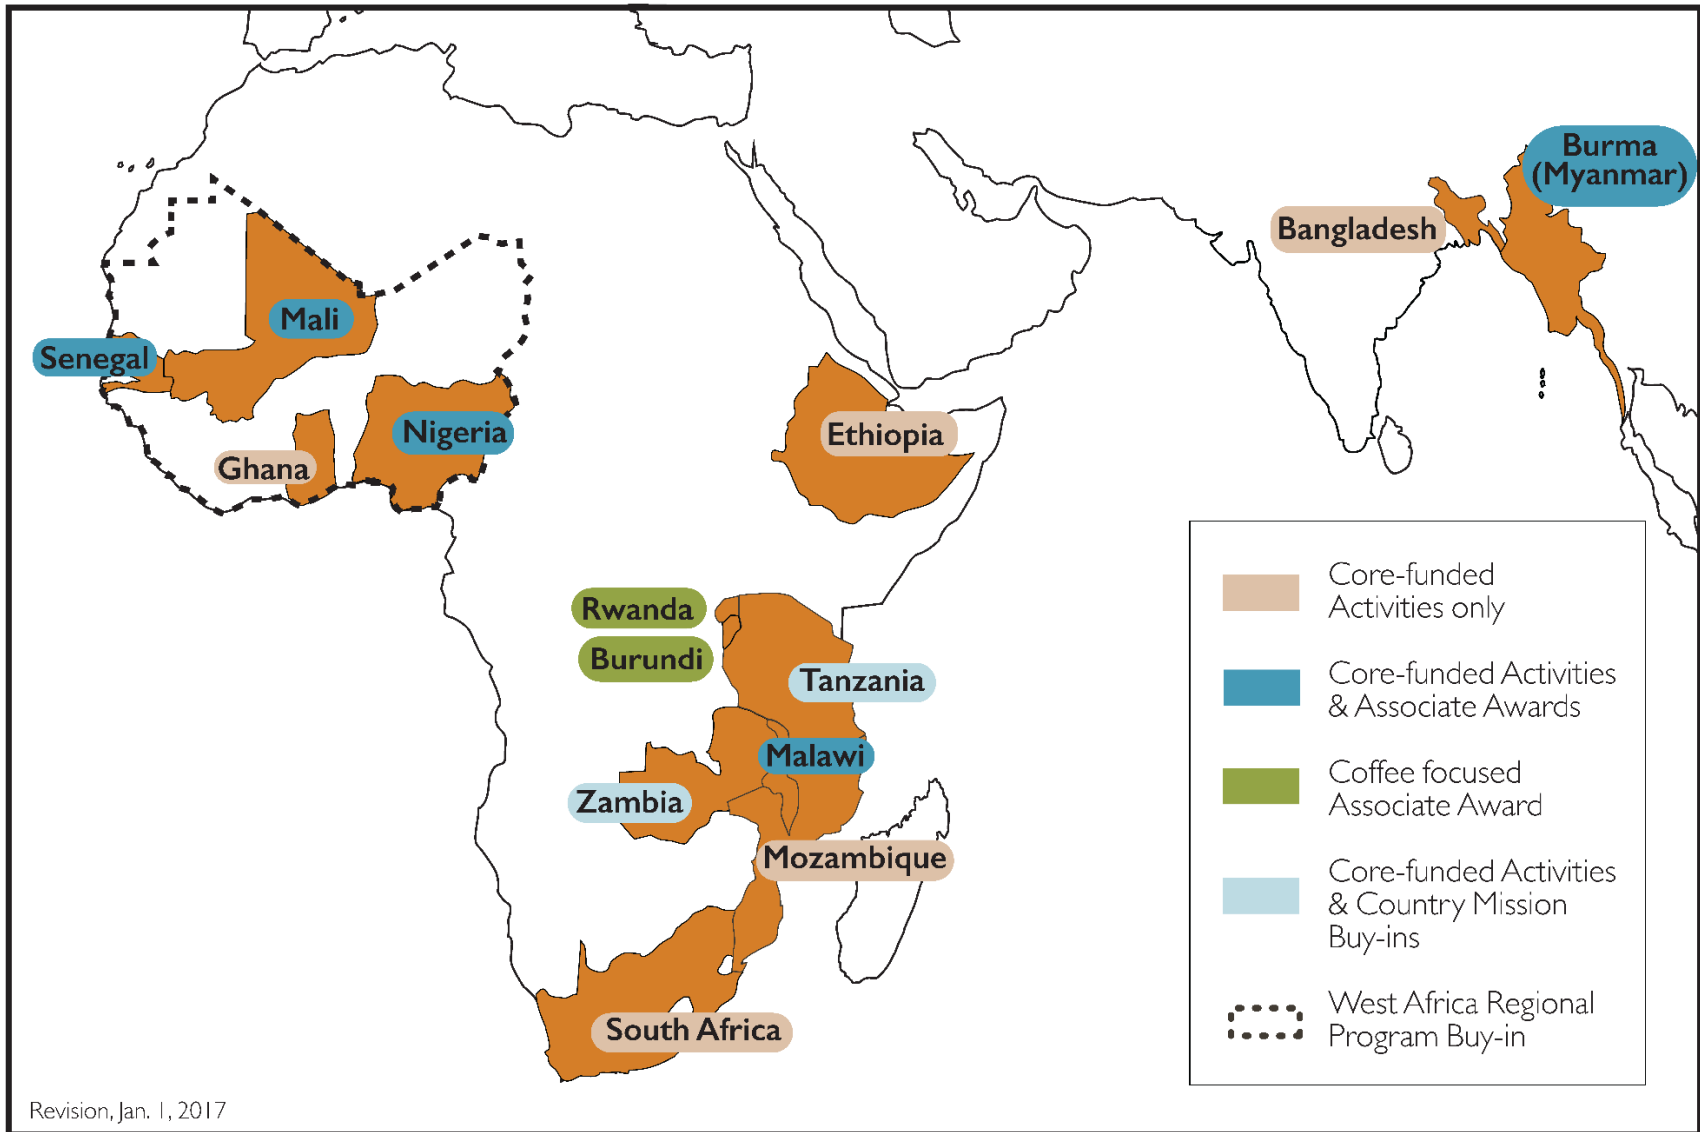 Burma
(Myanmar)
Bangladesh
Mali
Senegal
Nigeria
Ghana
Ethiopia
Rwanda
Burundi
Tanzania
Malawi
Zambia
Mozambique
South Africa
Core-funded
Activities only
Core-funded Activities
& Associate Awards
Coffee focused
Associate Award
Core-funded Activities
& Country Mission
Buy-ins
West Africa Regional
Program Buy-in
Revision, Jan. 1, 2017